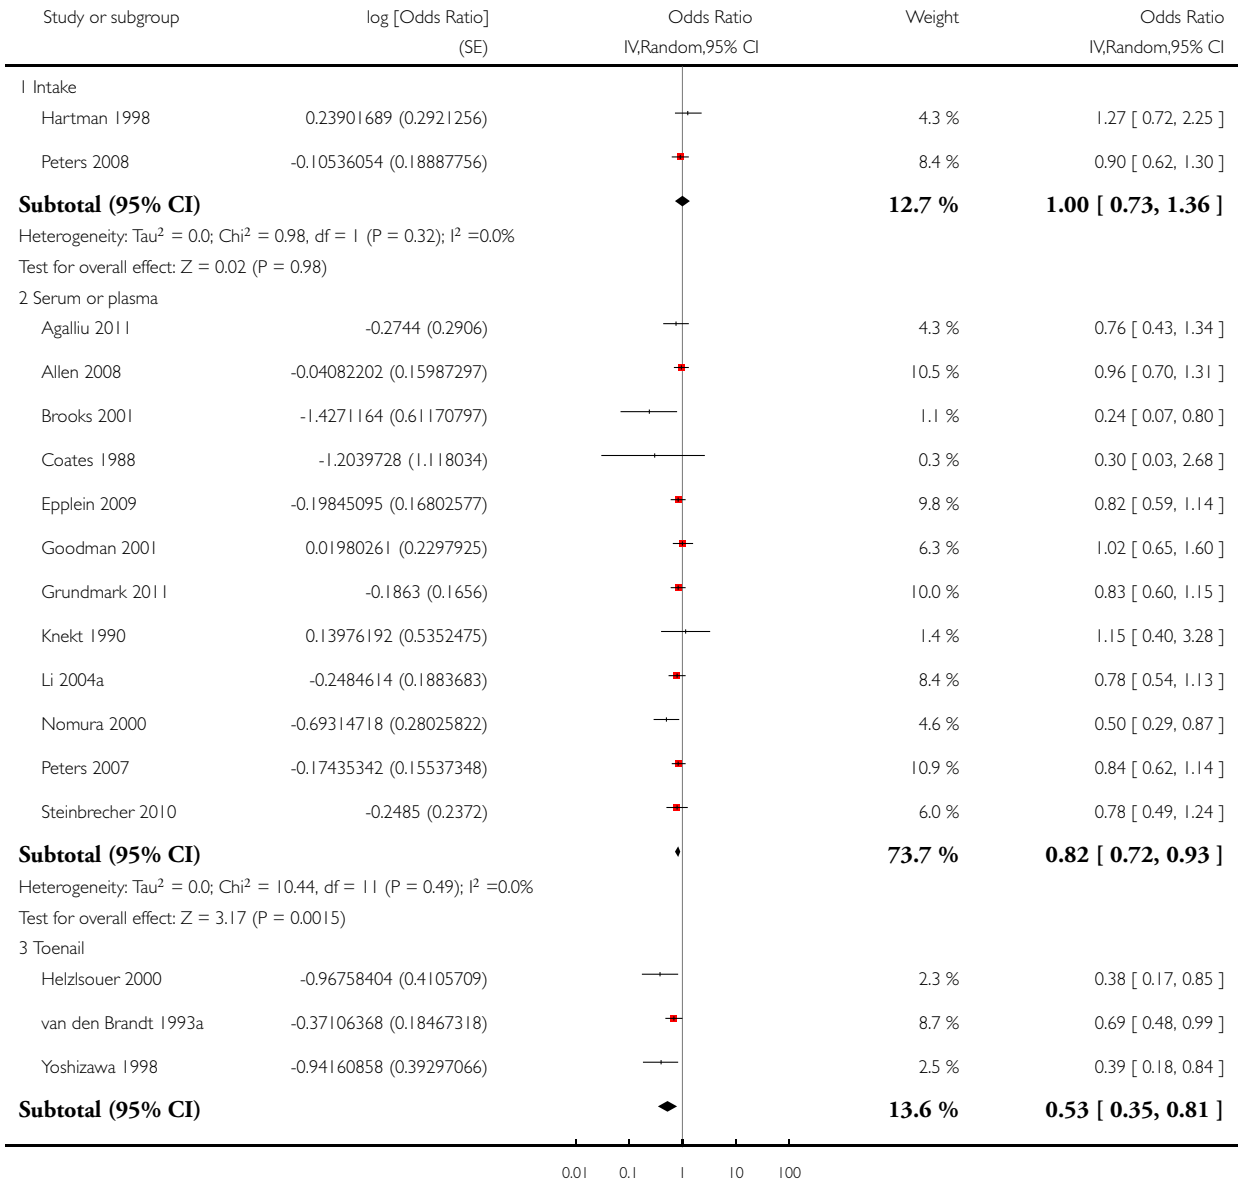 Study or subgroup log [Odds Ratio] Odds Ratio Weight Odds Ratio
(SE) IV,Random,95% CI IV,Random,95% CI
1 Intake
Hartman 1998 0.23901689 (0.2921256) 4.3 % 1.27 [ 0.72, 2.25 ]
Peters 2008 -0.10536054 (0.18887756) 8.4 % 0.90 [ 0.62, 1.30 ]
Subtotal (95% CI) 12.7 % 1.00 [ 0.73, 1.36 ]
Heterogeneity: Tau² = 0.0; Chi² = 0.98, df = 1 (P = 0.32); I² =0.0%
Test for overall effect: Z = 0.02 (P = 0.98)
2 Serum or plasma
Agalliu 2011 -0.2744 (0.2906) 4.3 % 0.76 [ 0.43, 1.34 ]
Allen 2008 -0.04082202 (0.15987297) 10.5 % 0.96 [ 0.70, 1.31 ]
Brooks 2001 -1.4271164 (0.61170797) 1.1 % 0.24 [ 0.07, 0.80 ]
Coates 1988 -1.2039728 (1.118034) 0.3 % 0.30 [ 0.03, 2.68 ]
Epplein 2009 -0.19845095 (0.16802577) 9.8 % 0.82 [ 0.59, 1.14 ]
Goodman 2001 0.01980261 (0.2297925) 6.3 % 1.02 [ 0.65, 1.60 ]
Grundmark 2011 -0.1863 (0.1656) 10.0 % 0.83 [ 0.60, 1.15 ]
Knekt 1990 0.13976192 (0.5352475) 1.4 % 1.15 [ 0.40, 3.28 ]
Li 2004a -0.2484614 (0.1883683) 8.4 % 0.78 [ 0.54, 1.13 ]
Nomura 2000 -0.69314718 (0.28025822) 4.6 % 0.50 [ 0.29, 0.87 ]
Peters 2007 -0.17435342 (0.15537348) 10.9 % 0.84 [ 0.62, 1.14 ]
Steinbrecher 2010 -0.2485 (0.2372) 6.0 % 0.78 [ 0.49, 1.24 ]
Subtotal (95% CI) 73.7 % 0.82 [ 0.72, 0.93 ]
Heterogeneity: Tau² = 0.0; Chi² = 10.44, df = 11 (P = 0.49); I² =0.0%
Test for overall effect: Z = 3.17 (P = 0.0015)
3 Toenail
Helzlsouer 2000 -0.96758404 (0.4105709) 2.3 % 0.38 [ 0.17, 0.85 ]
van den Brandt 1993a -0.37106368 (0.18467318) 8.7 % 0.69 [ 0.48, 0.99 ]
Yoshizawa 1998 -0.94160858 (0.39297066) 2.5 % 0.39 [ 0.18, 0.84 ]
Subtotal (95% CI) 13.6 % 0.53 [ 0.35, 0.81 ]
0.01 0.1 1 10 100